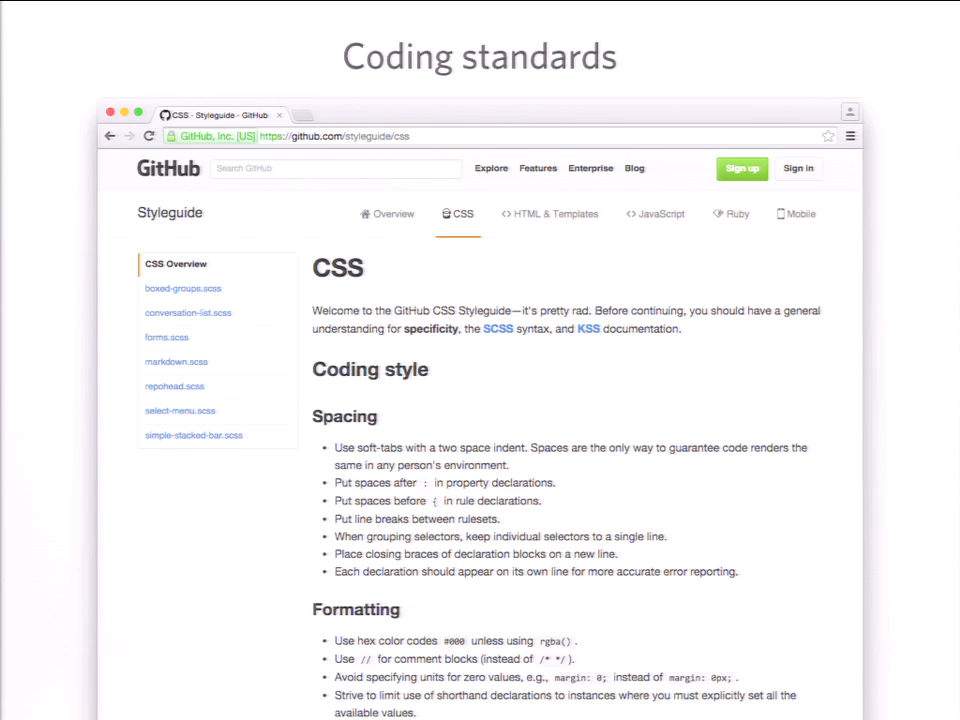 Coding standards
CSS · Styleguide · GitHub
GitHub, Inc. [US] https://github.com/styleguide/css
GitHub Search GitHub Explore Features Enterprise Blog Sign up Sign in
Styleguide Overview CSS <> HTML & Templates <> JavaScript Ruby Mobile
CSS Overview
boxed-groups.scss
conversation-list.scss
forms.scss
markdown.scss
repohead.scss
select-menu.scss
simple-stacked-bar.scss
CSS
Welcome to the GitHub CSS Styleguide—it's pretty rad. Before continuing, you should have a general
understanding for specificity, the SCSS syntax, and KSS documentation.
Coding style
Spacing
• Use soft-tabs with a two space indent. Spaces are the only way to guarantee code renders the
same in any person's environment.
• Put spaces after : in property declarations.
• Put spaces before { in rule declarations.
• Put line breaks between rulesets.
• When grouping selectors, keep individual selectors to a single line.
• Place closing braces of declaration blocks on a new line.
• Each declaration should appear on its own line for more accurate error reporting.
Formatting
• Use hex color codes #000 unless using rgba().
• Use // for comment blocks (instead of /* */).
• Avoid specifying units for zero values, e.g., margin: 0; instead of margin: 0px;.
• Strive to limit use of shorthand declarations to instances where you must explicitly set all the
available values.